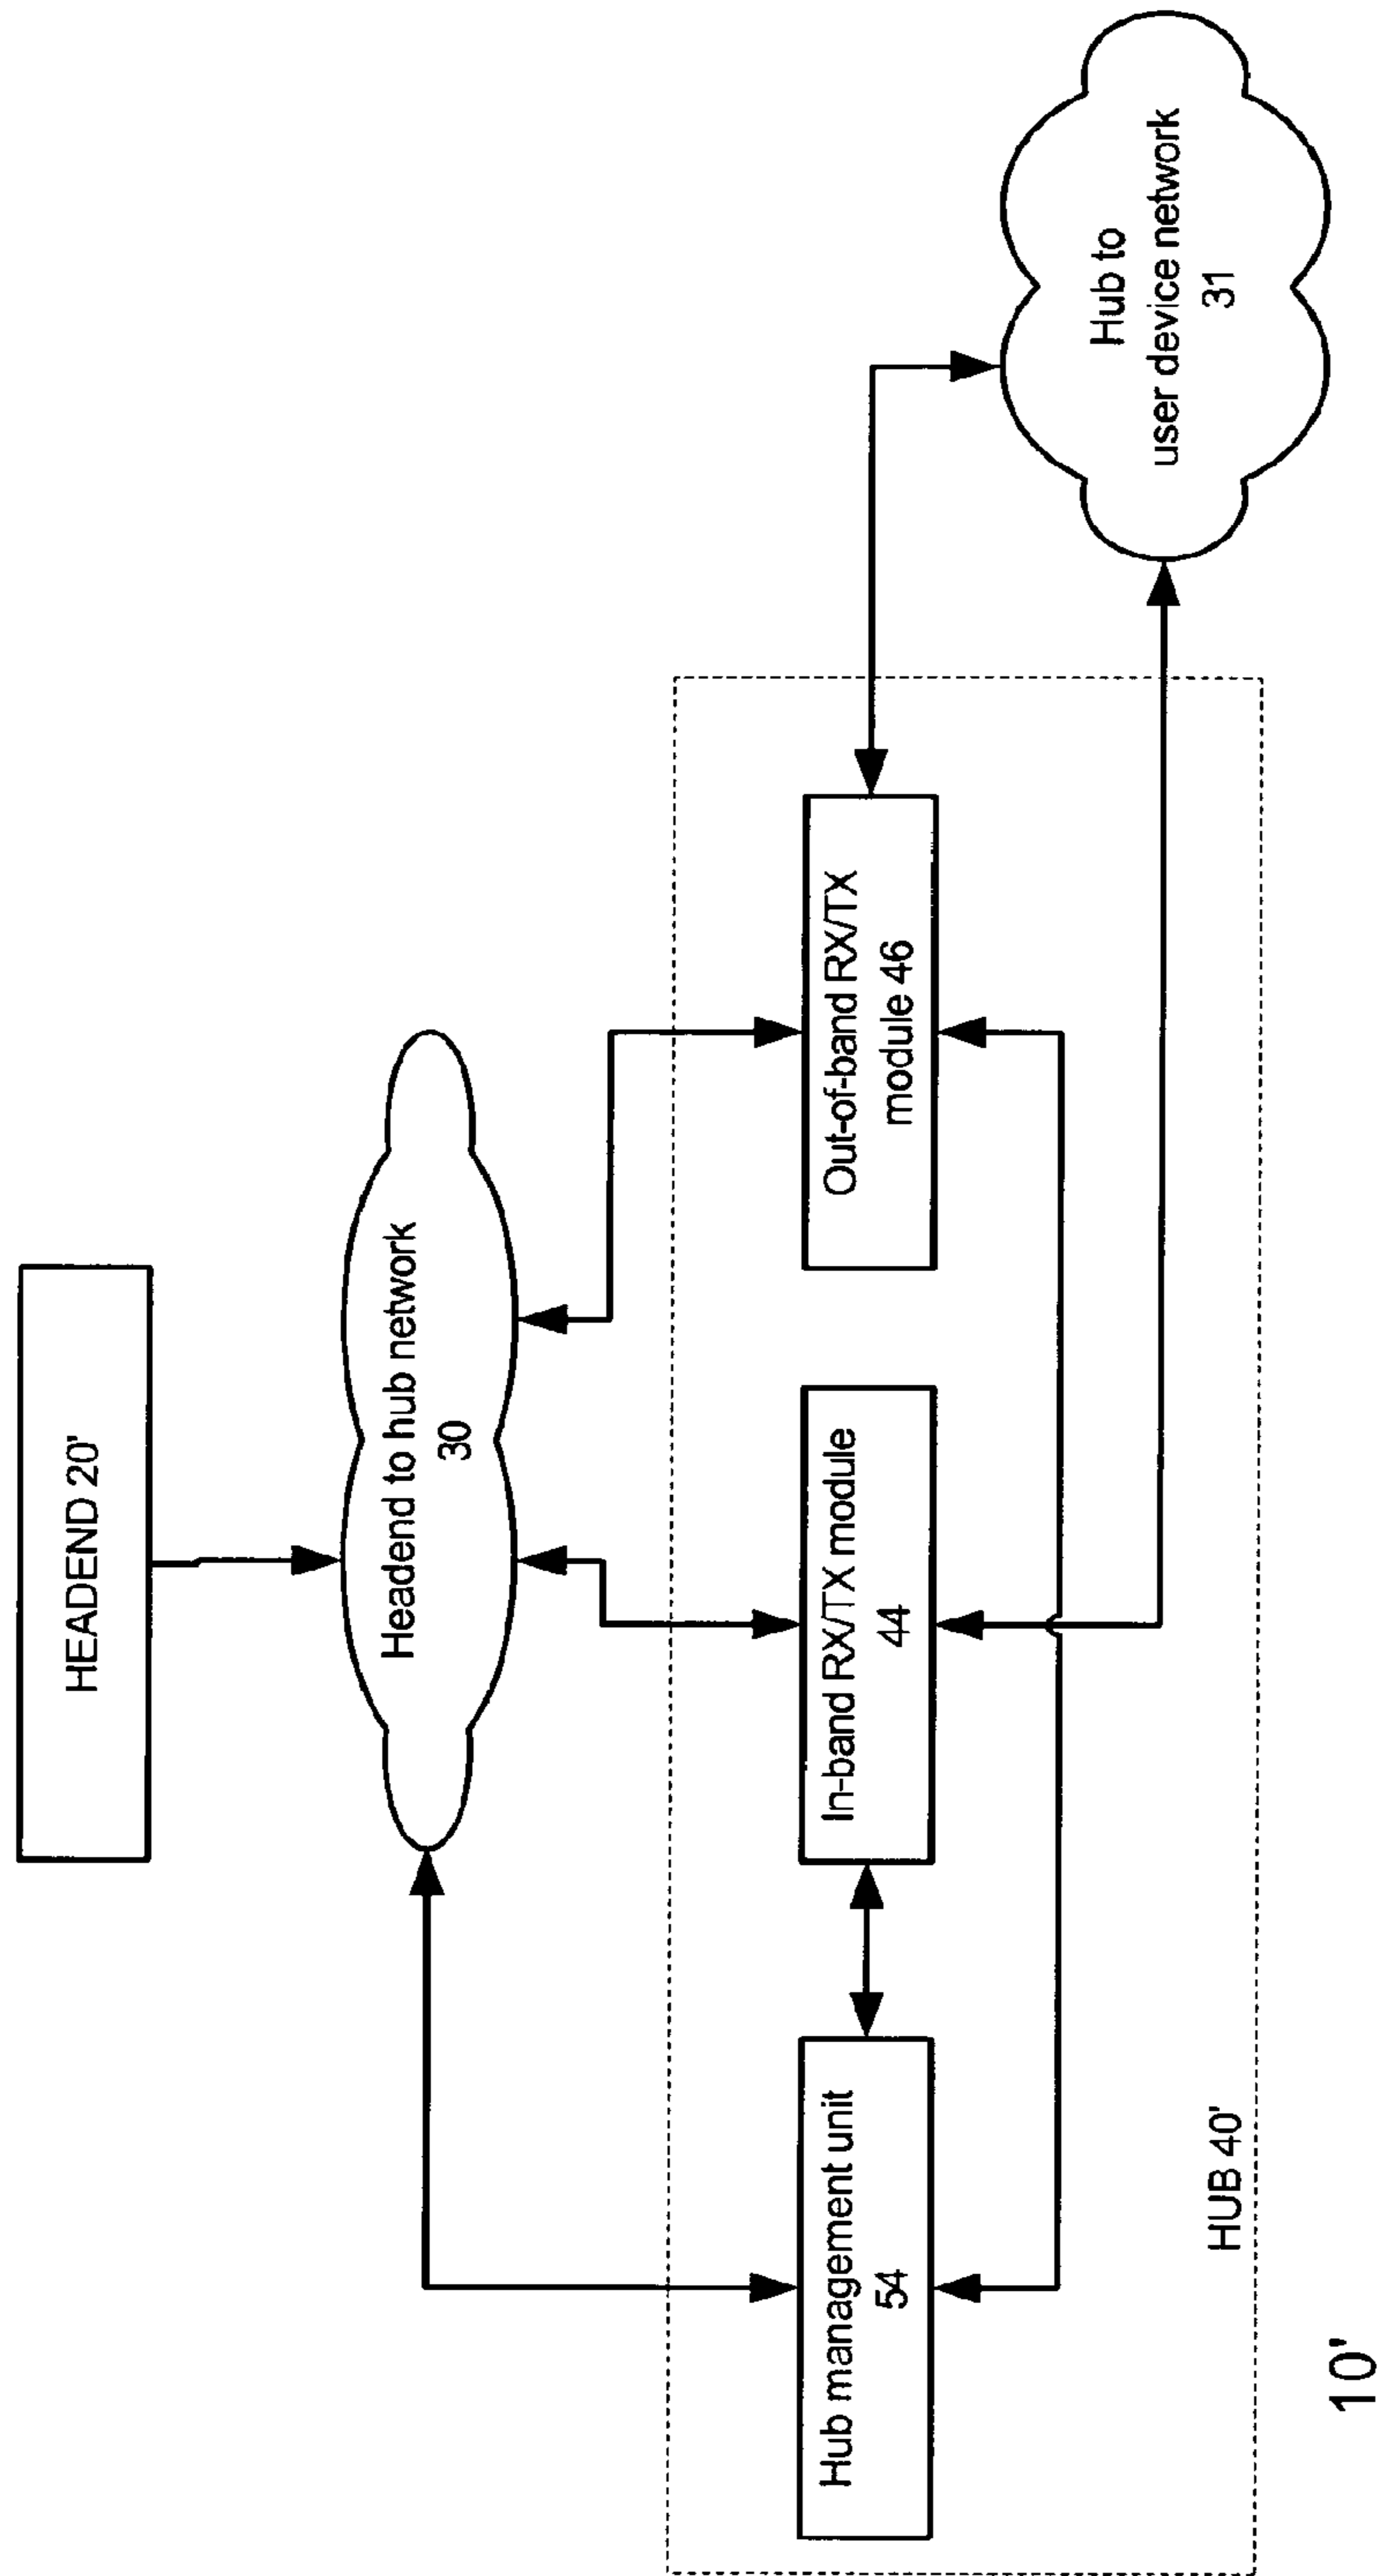 HEADEND 20'
Headend to hub network
30
Hub management unit
54
In-band RX/TX module
44
Out-of-band RX/TX
module 46
Hub to
user device network
31
HUB 40'
10'